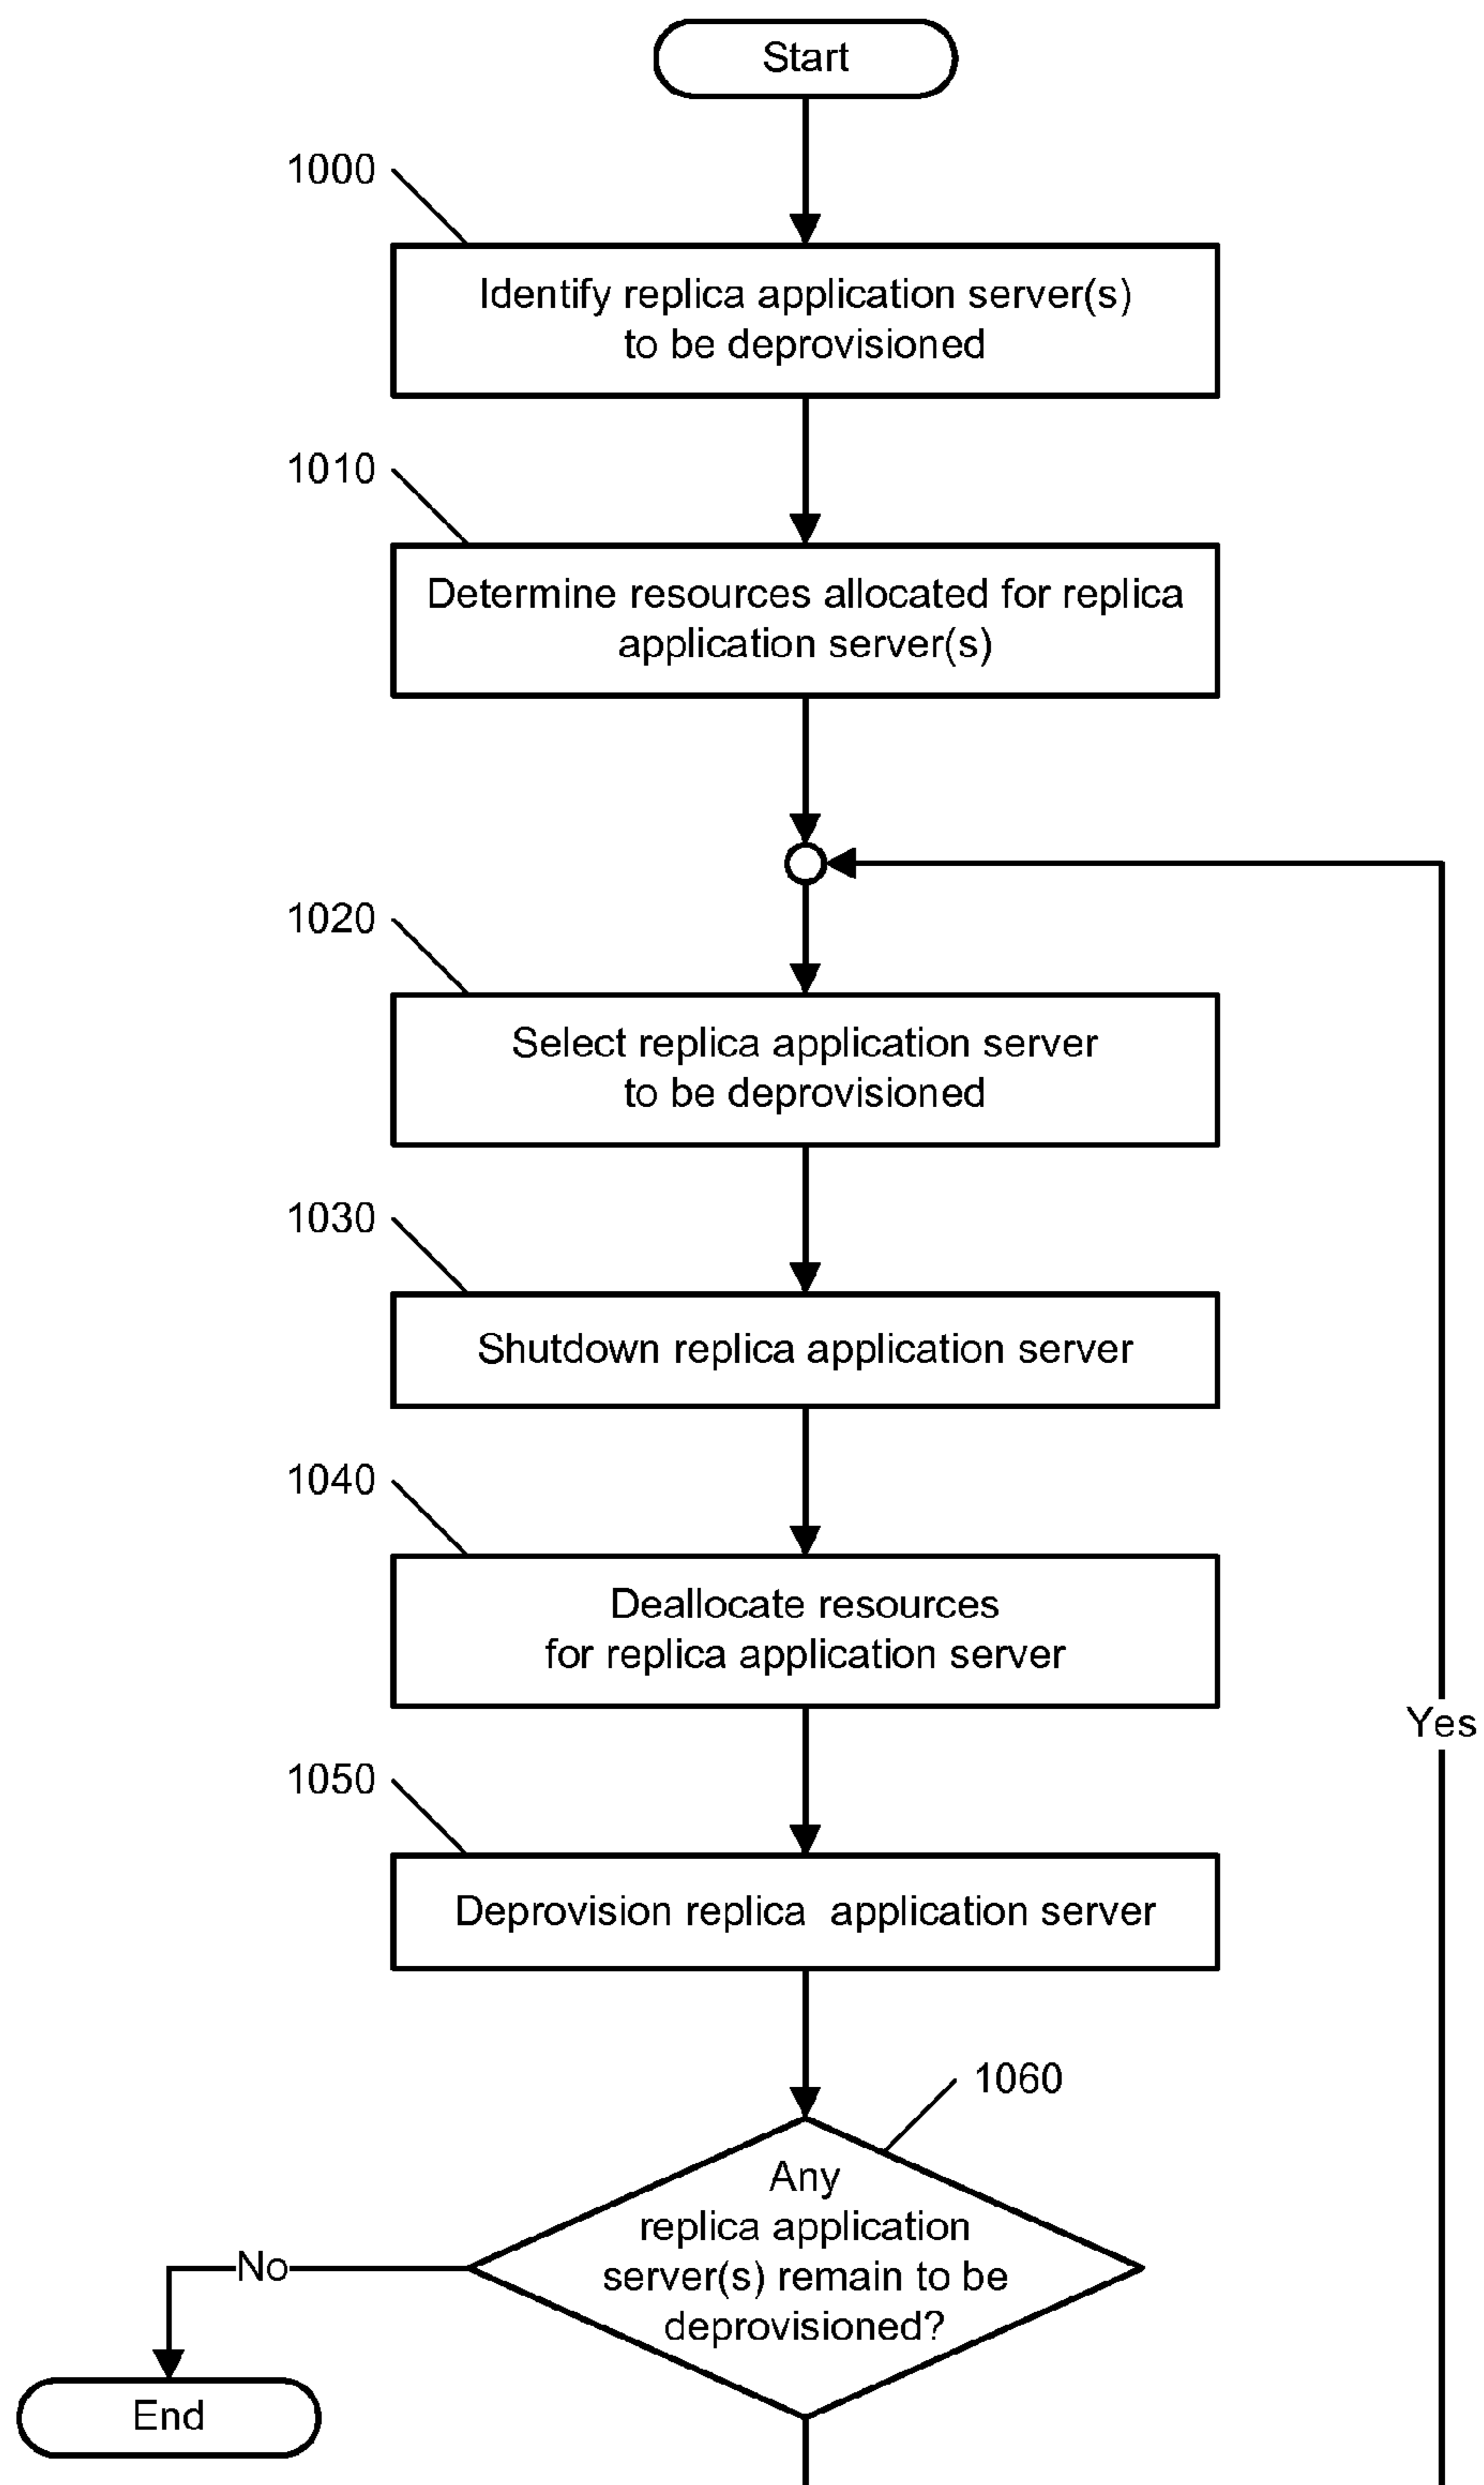 Start
1000
Identify replica application server(s)
to be deprovisioned
1010
Determine resources allocated for replica
application server(s)
1020
Select replica application server
to be deprovisioned
1030
Shutdown replica application server
1040
Deallocate resources
for replica application server
Yes
1050
Deprovision replica application server
1060
Any
replica application
server(s) remain to be
deprovisioned?
No
End